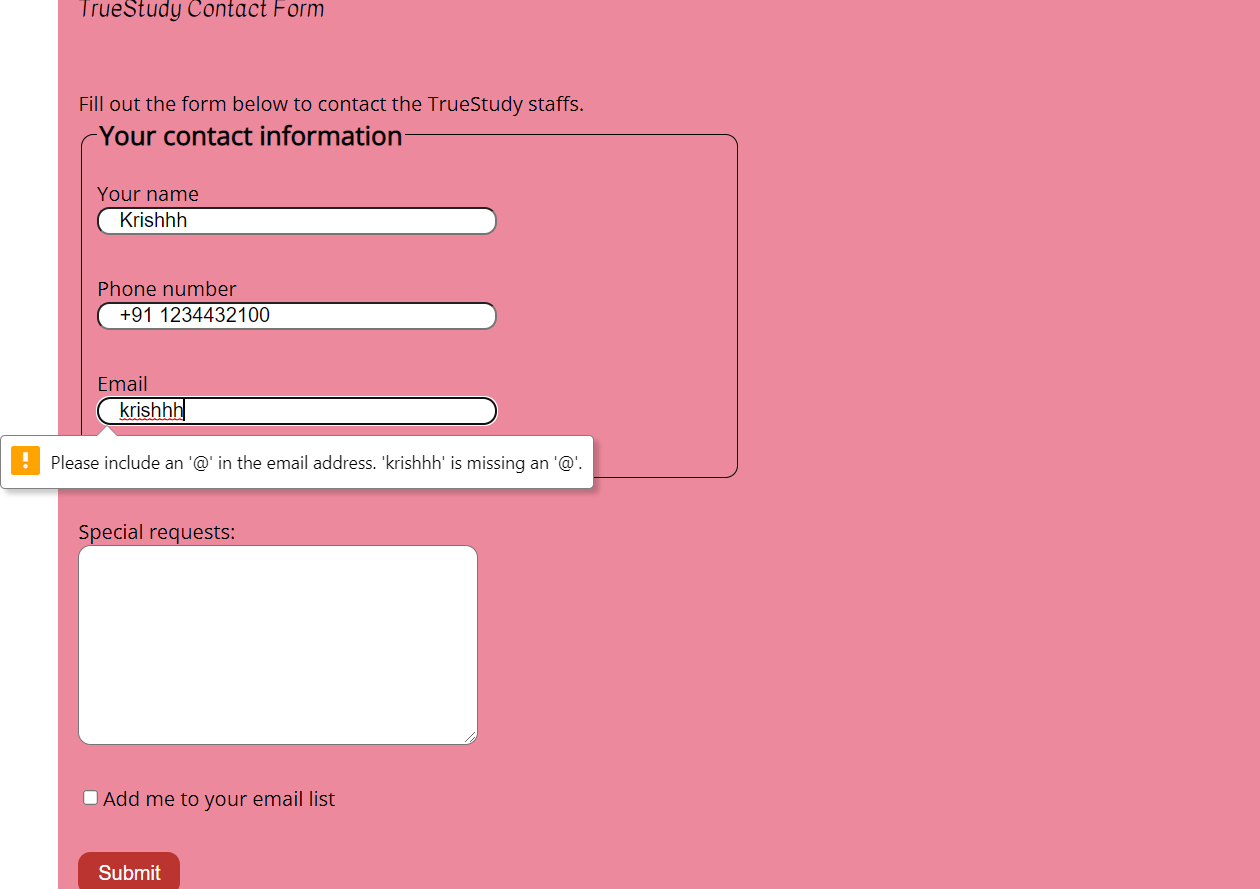 TrueStudy Contact Form
Fill out the form below to contact the TrueStudy staffs.
Your contact information
Your name
Krishhh
Phone number
+91 1234432100
Email
krishhh
Please include an '@' in the email address. 'krishhh' is missing an '@'.
Special requests:
Add me to your email list
Submit